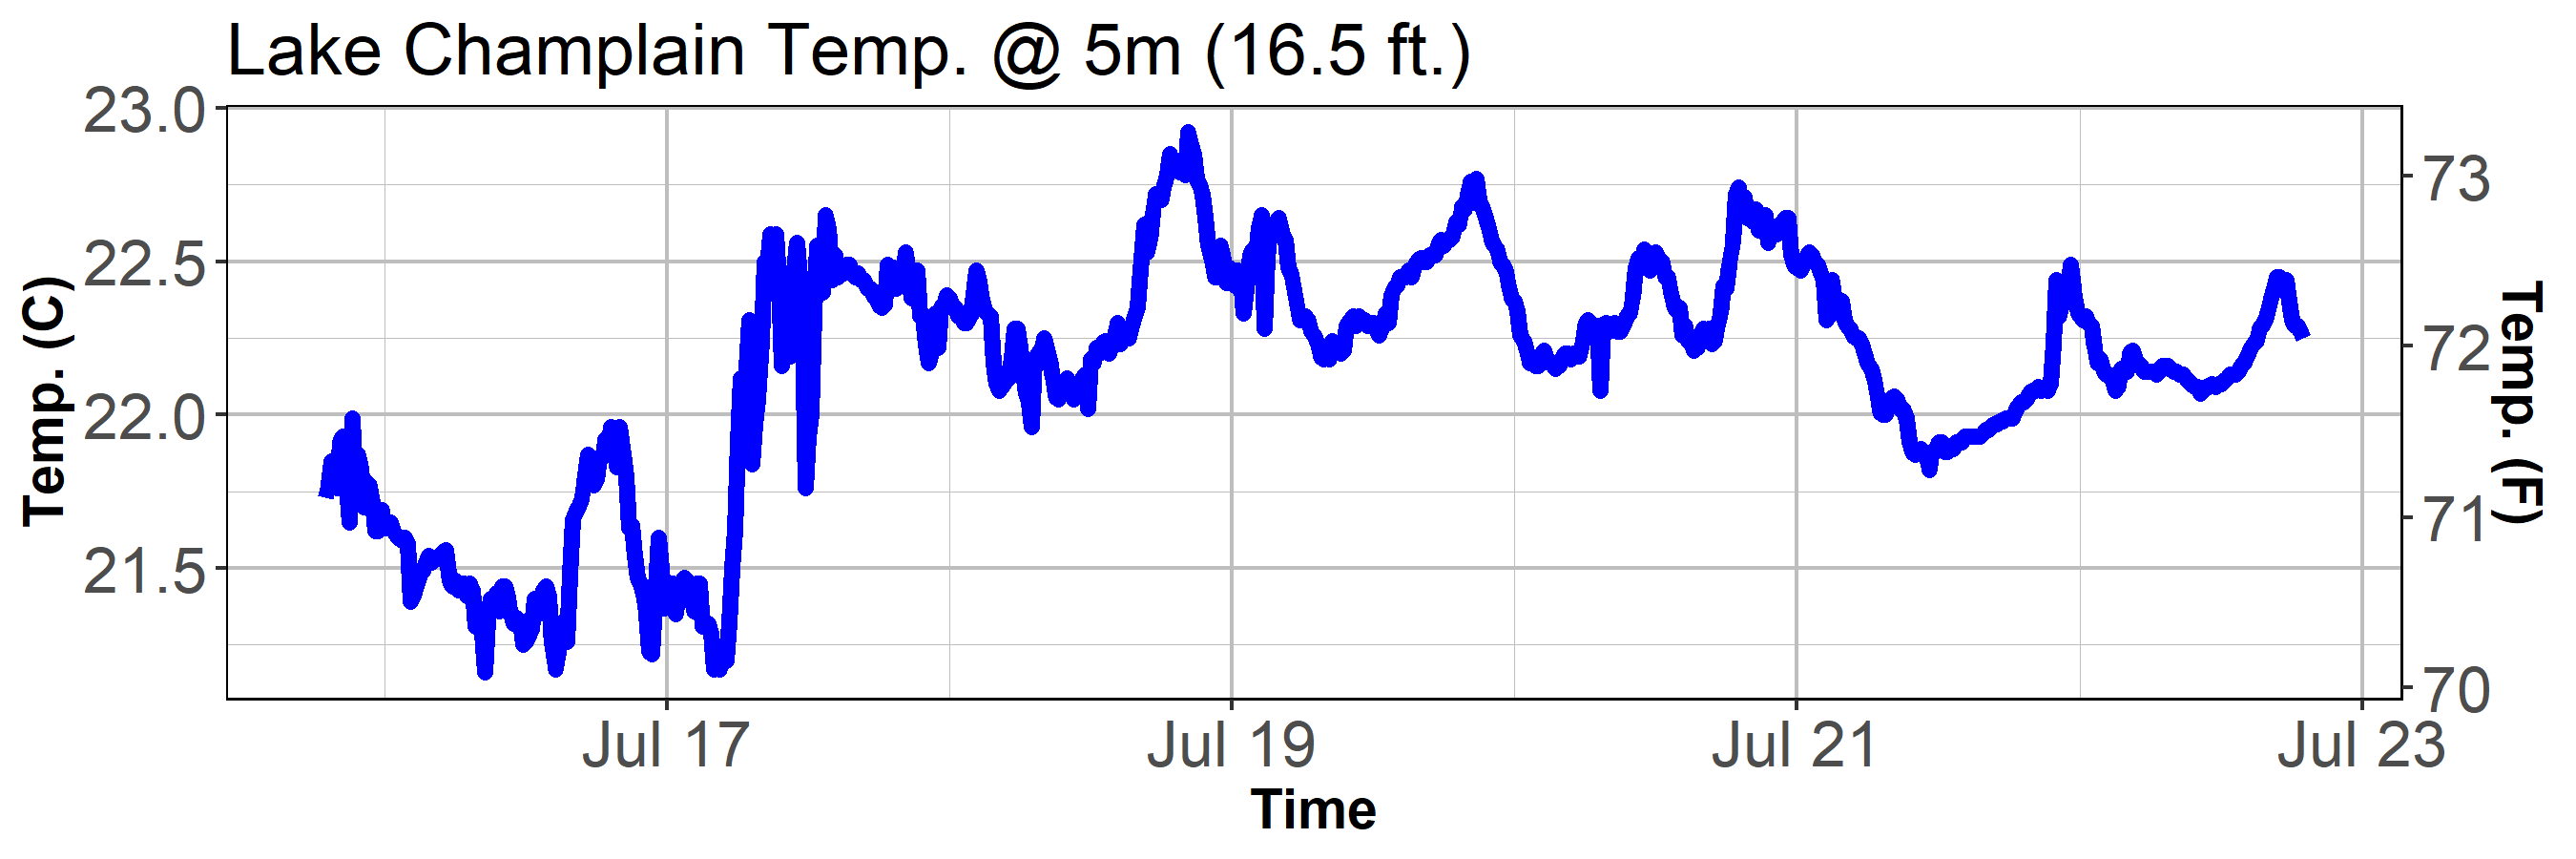 Lake Champlain Temp. @ 5m (16.5 ft.)
23.0
22.5
22.0
21.5
Temp. (C)
73
72
71
70
Temp. (F)
Jul 17 Jul 19 Jul 21 Jul 23
Time